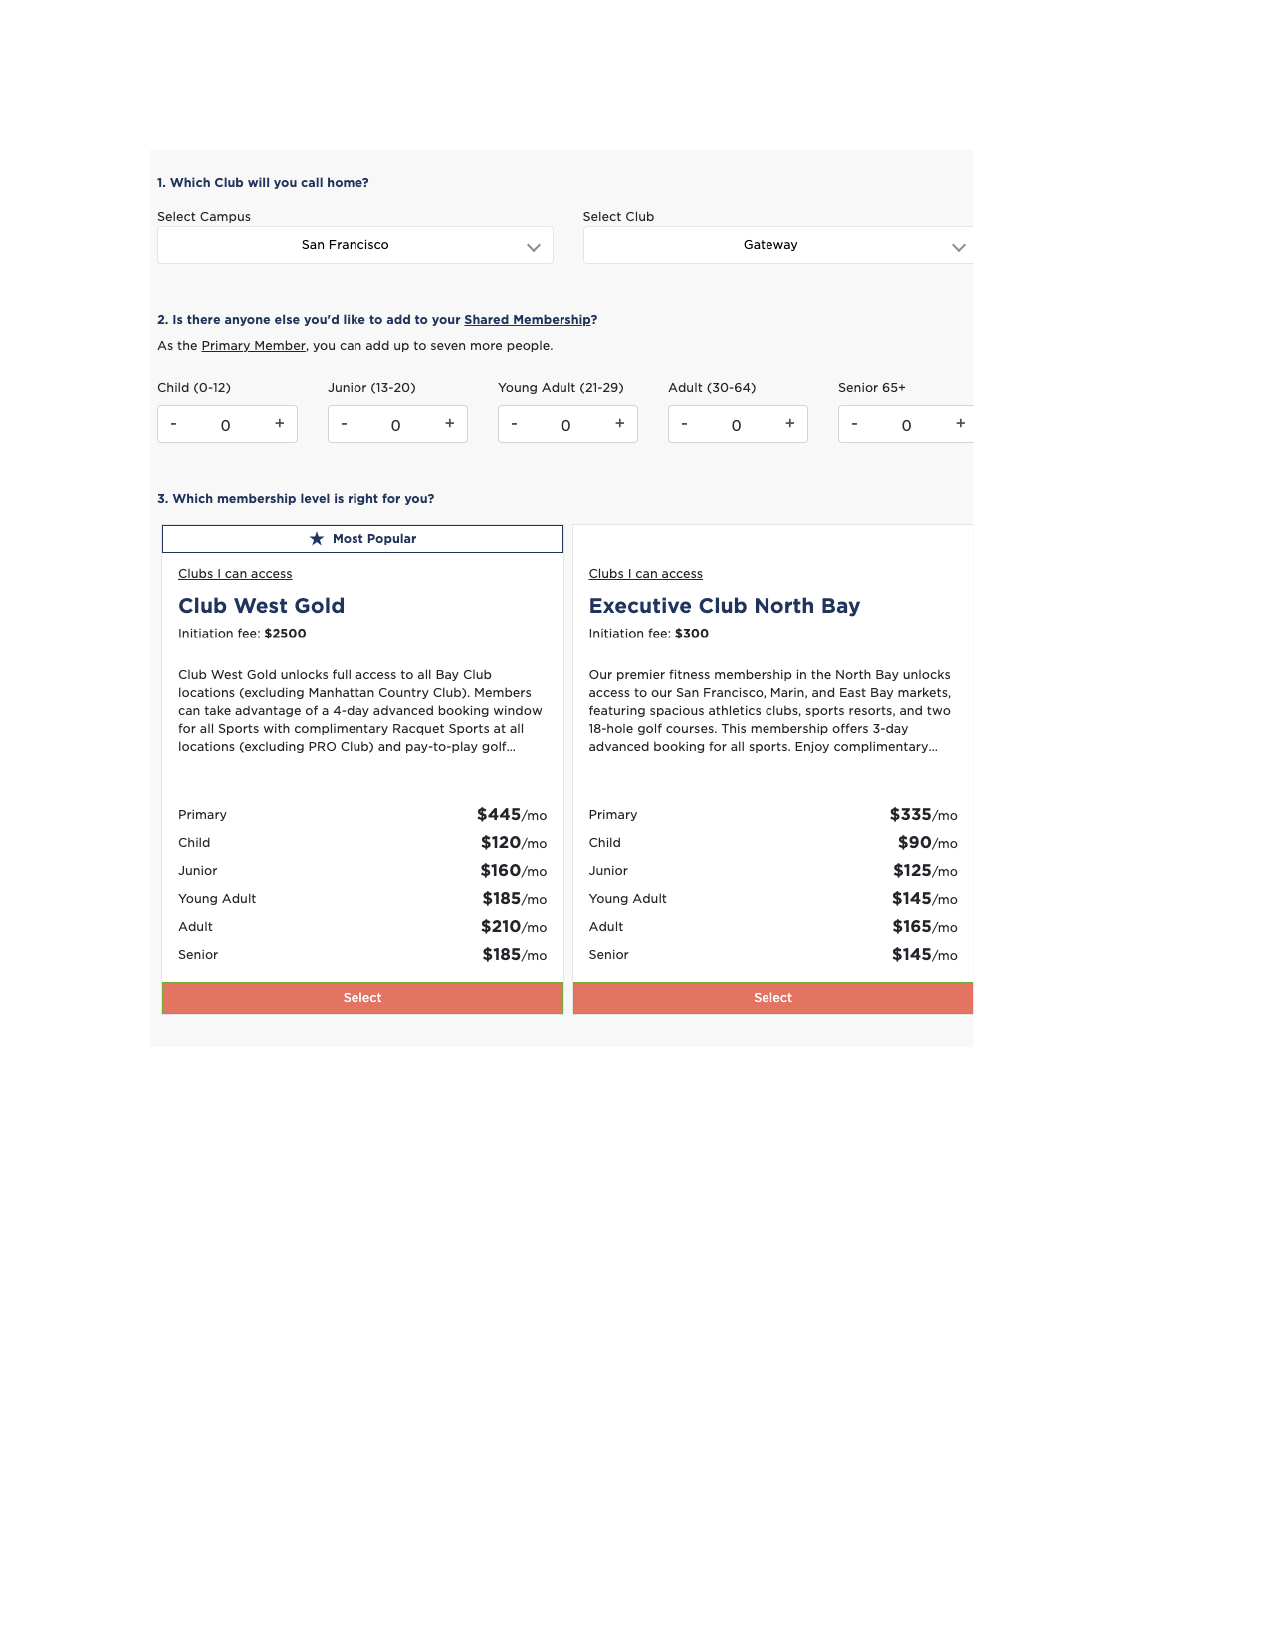 1. Which Club will you call home?
Select Campus Select Club
San Francisco Gateway
2. Is there anyone else you'd like to add to your Shared Membership?
As the Primary Member, you can add up to seven more people.
Child (0-12) Junior (13-20) Young Adult (21-29) Adult (30-64) Senior 65+
- 0 + - 0 + - 0 + - 0 + - 0 +
3. Which membership level is right for you?
★ Most Popular
Clubs I can access
Club West Gold
Initiation fee: $2500
Club West Gold unlocks full access to all Bay Club
locations (excluding Manhattan Country Club). Members
can take advantage of a 4-day advanced booking window
for all Sports with complimentary Racquet Sports at all
locations (excluding PRO Club) and pay-to-play golf...
Primary $445/mo
Child $120/mo
Junior $160/mo
Young Adult $185/mo
Adult $210/mo
Senior $185/mo
Select
Clubs I can access
Executive Club North Bay
Initiation fee: $300
Our premier fitness membership in the North Bay unlocks
access to our San Francisco, Marin, and East Bay markets,
featuring spacious athletics clubs, sports resorts, and two
18-hole golf courses. This membership offers 3-day
advanced booking for all sports. Enjoy complimentary...
Primary $335/mo
Child $90/mo
Junior $125/mo
Young Adult $145/mo
Adult $165/mo
Senior $145/mo
Select